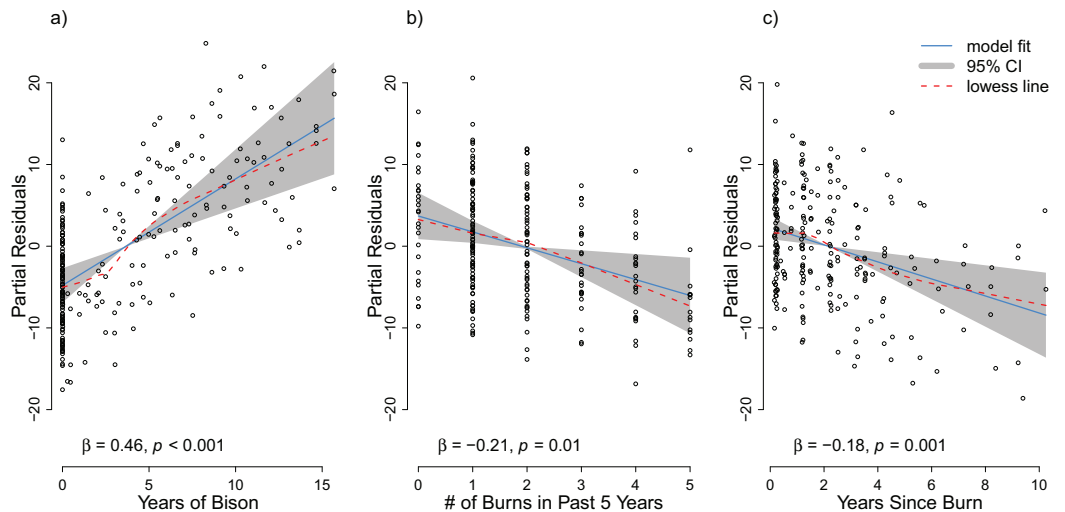 a)
b)
c)
model fit
95% CI
lowess line
Partial Residuals
20
10
0
−10
−20
β = 0.46, p < 0.001
0 5 10 15
Years of Bison
Partial Residuals
20
10
0
−10
−20
β = −0.21, p = 0.01
0 1 2 3 4 5
# of Burns in Past 5 Years
Partial Residuals
20
10
0
−10
−20
β = −0.18, p = 0.001
0 2 4 6 8 10
Years Since Burn